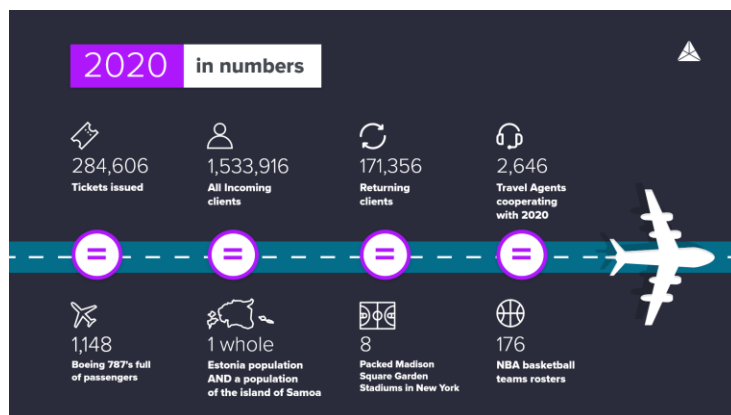 2020 in numbers
284,606
Tickets issued
1,533,916
All Incoming
clients
171,356
Returning
clients
2,646
Travel Agents
cooperating
with 2020
1,148
Boeing 787's full
of passengers
1 whole
Estonia population
AND a population
of the island of Samoa
8
Packed Madison
Square Garden
Stadiums in New York
176
NBA basketball
teams rosters